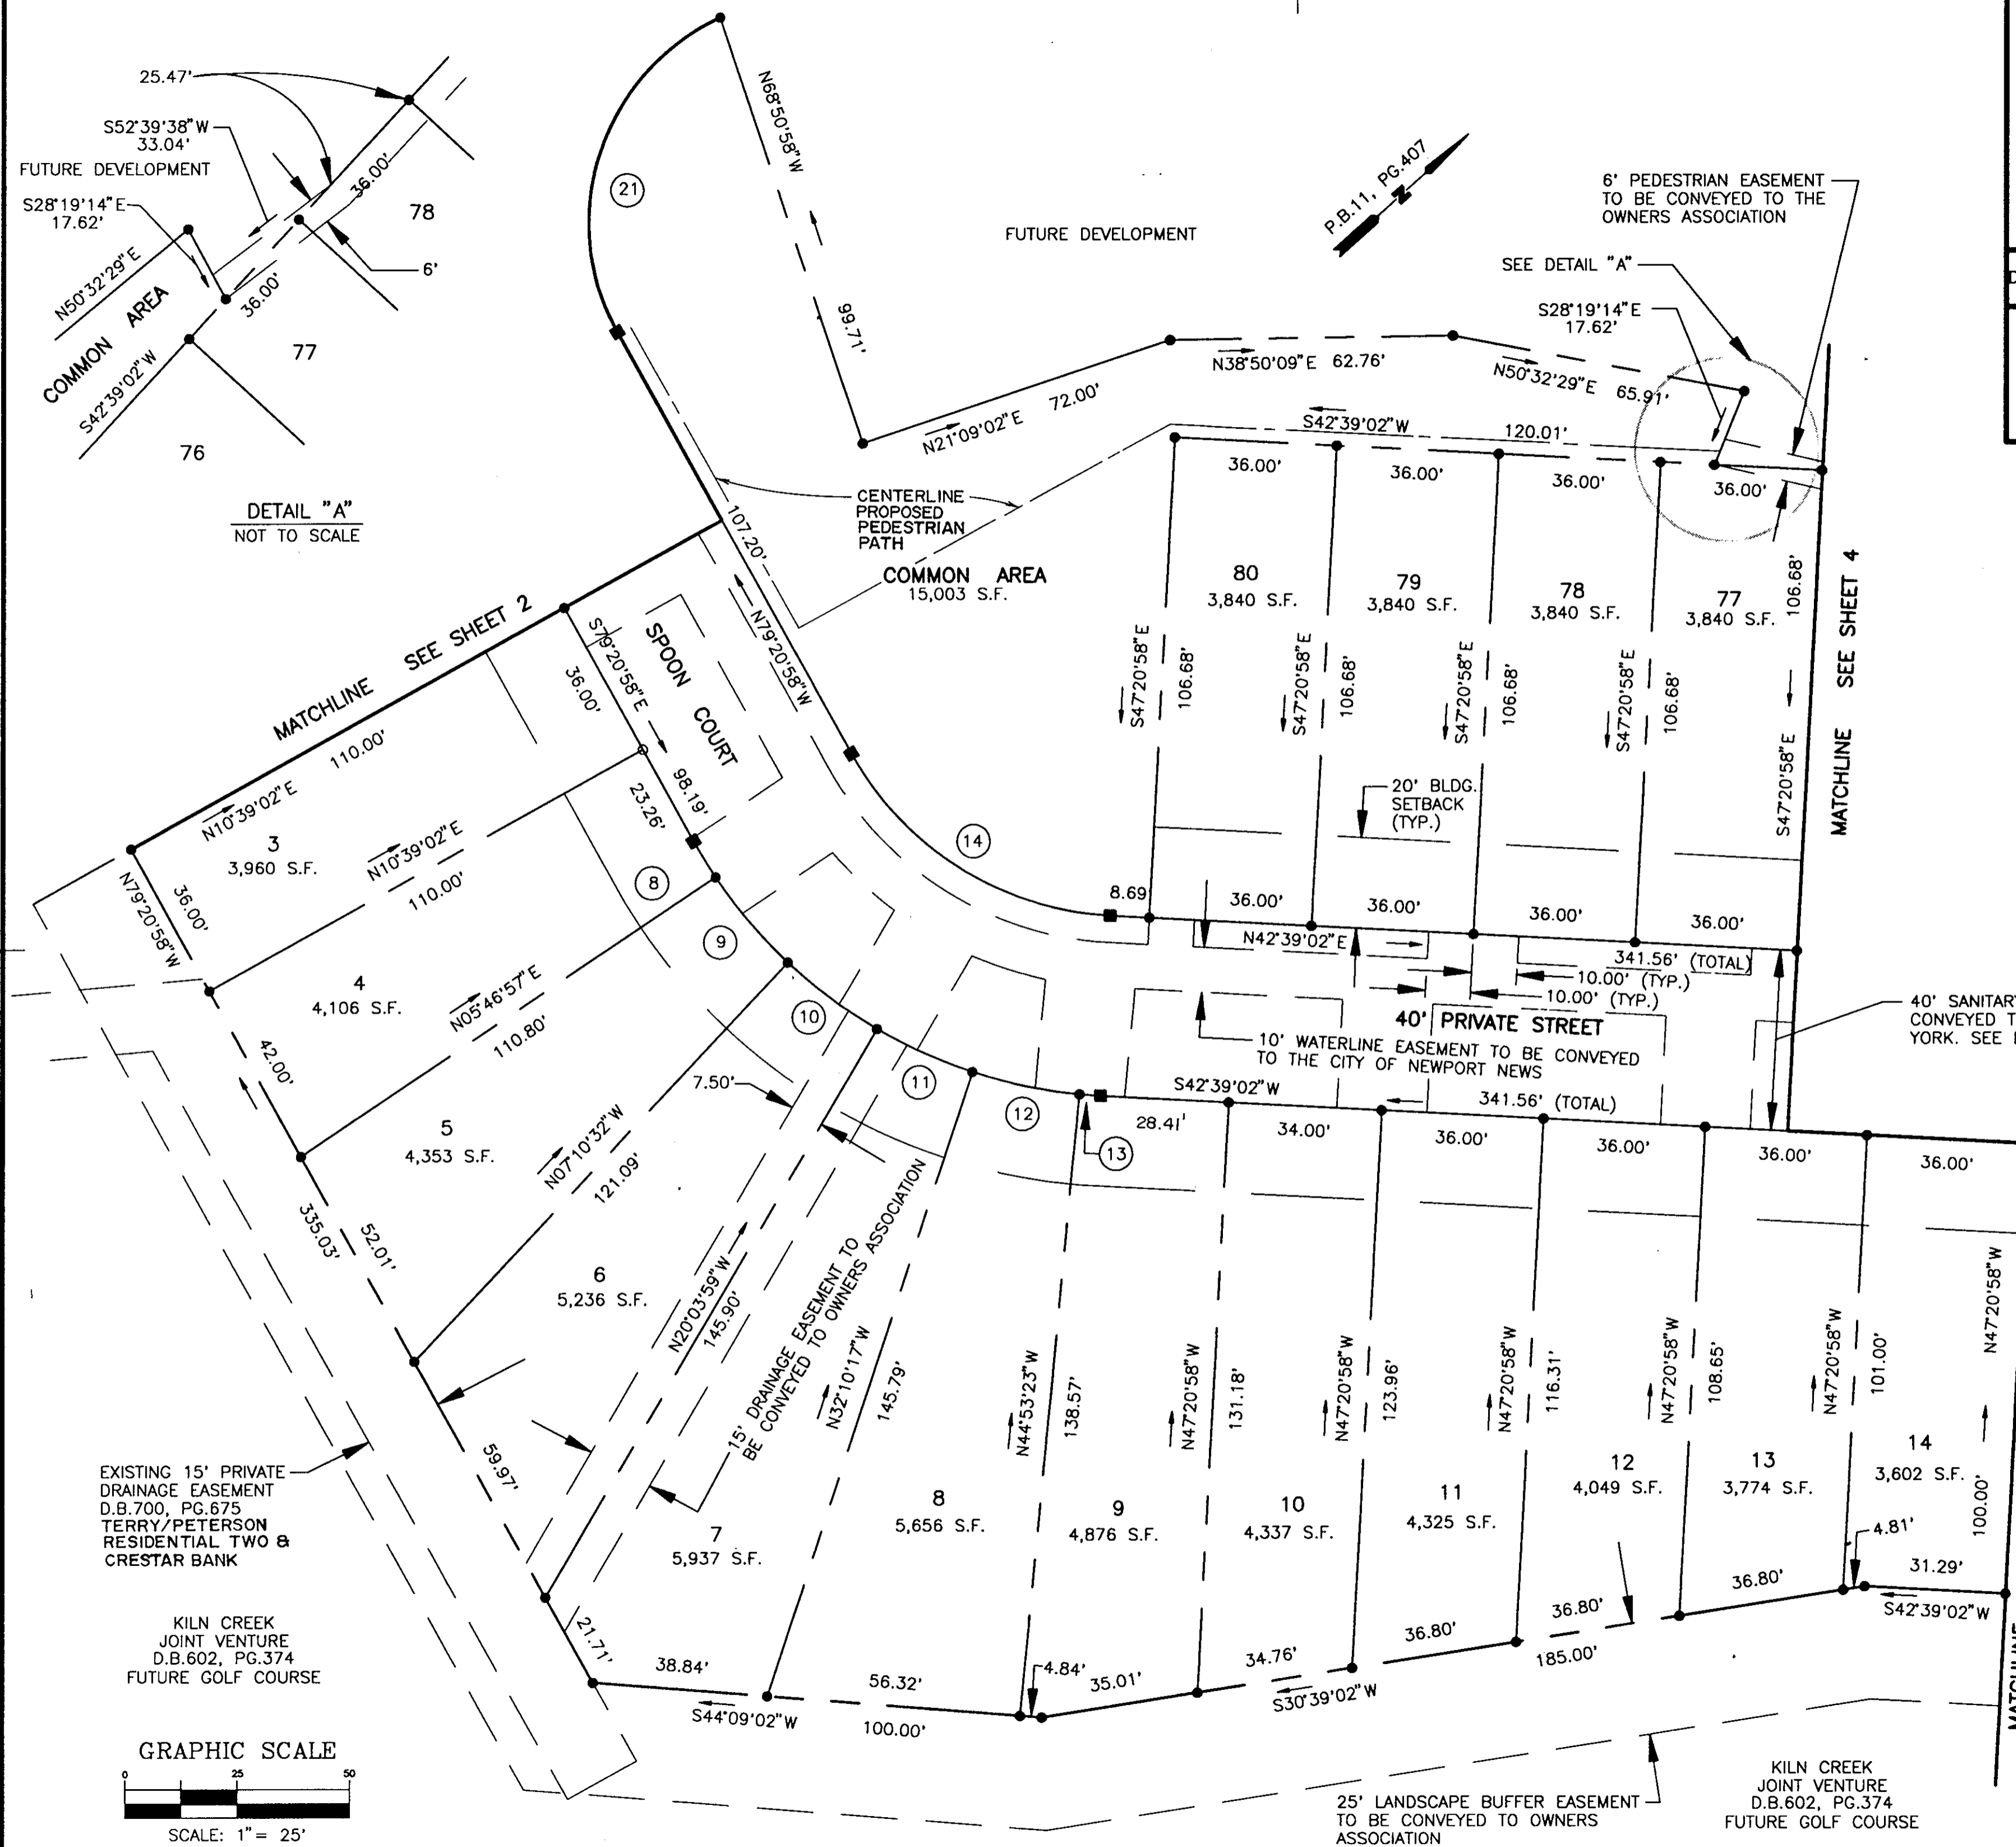 25.47'
S52°39'38"W
33.04'
FUTURE DEVELOPMENT
S28°19'14"E
17.62'
N50°32'29"E
COMMON AREA
S42°39'02"W
36.00'
36.00'
6'
78
77
76
DETAIL "A"
NOT TO SCALE
21
N68°50'58"W
99.71'
FUTURE DEVELOPMENT
P.B.11, PG.407
N
6' PEDESTRIAN EASEMENT
TO BE CONVEYED TO THE
OWNERS ASSOCIATION
SEE DETAIL "A"
S28°19'14"E
17.62'
N21°09'02"E 72.00'
N38°50'09"E 62.76'
N50°32'29"E 65.91'
S42°39'02"W 120.01'
36.00'
36.00'
36.00'
36.00'
CENTERLINE
PROPOSED
PEDESTRIAN
PATH
107.20'
N79°20'58"W
COMMON AREA
15,003 S.F.
80
3,840 S.F.
79
3,840 S.F.
78
3,840 S.F.
77
3,840 S.F.
S47°20'58"E
106.68'
S47°20'58"E
106.68'
S47°20'58"E
106.68'
S47°20'58"E
106.68'
S47°20'58"E
106.68'
MATCHLINE SEE SHEET 4
MATCHLINE SEE SHEET 2
110.00'
N10°39'02"E
SPOON COURT
S79°20'58"E
36.00'
98.19'
23.26'
3
3,960 S.F.
N79°20'58"W
36.00'
N10°39'02"E
110.00'
8
9
10
11
12
13
14
20' BLDG.
SETBACK
(TYP.)
8.69
36.00'
36.00'
36.00'
36.00'
N42°39'02"E
341.56' (TOTAL)
10.00' (TYP.)
10.00' (TYP.)
40' PRIVATE STREET
10' WATERLINE EASEMENT TO BE CONVEYED
TO THE CITY OF NEWPORT NEWS
40' SANITAR
CONVEYED T
YORK. SEE
S42°39'02"W
341.56' (TOTAL)
28.41'
34.00'
36.00'
36.00'
36.00'
36.00'
4
4,106 S.F.
N05°46'57"E
110.80'
42.00'
5
4,353 S.F.
N07°10'32"W
121.09'
7.50'
335.03'
52.01'
6
5,236 S.F.
N20°03'59"W
145.90'
15' DRAINAGE EASEMENT TO
BE CONVEYED TO OWNERS ASSOCIATION
N32°10'17"W
145.79'
N44°53'23"W
138.57'
N47°20'58"W
131.18'
N47°20'58"W
123.96'
N47°20'58"W
116.31'
N47°20'58"W
108.65'
N47°20'58"W
101.00'
N47°20'58"W
100.00'
59.97'
EXISTING 15' PRIVATE
DRAINAGE EASEMENT
D.B.700, PG.675
TERRY/PETERSON
RESIDENTIAL TWO &
CRESTAR BANK
7
5,937 S.F.
8
5,656 S.F.
9
4,876 S.F.
10
4,337 S.F.
11
4,325 S.F.
12
4,049 S.F.
13
3,774 S.F.
14
3,602 S.F.
4.81'
31.29'
S42°39'02"W
36.80'
36.80'
36.80'
185.00'
34.76'
S30°39'02"W
35.01'
4.84'
56.32'
38.84'
21.71'
S44°09'02"W
100.00'
KILN CREEK
JOINT VENTURE
D.B.602, PG.374
FUTURE GOLF COURSE
GRAPHIC SCALE
0 25 50
SCALE: 1" = 25'
25' LANDSCAPE BUFFER EASEMENT
TO BE CONVEYED TO OWNERS
ASSOCIATION
KILN CREEK
JOINT VENTURE
D.B.602, PG.374
FUTURE GOLF COURSE
MATCHLINE